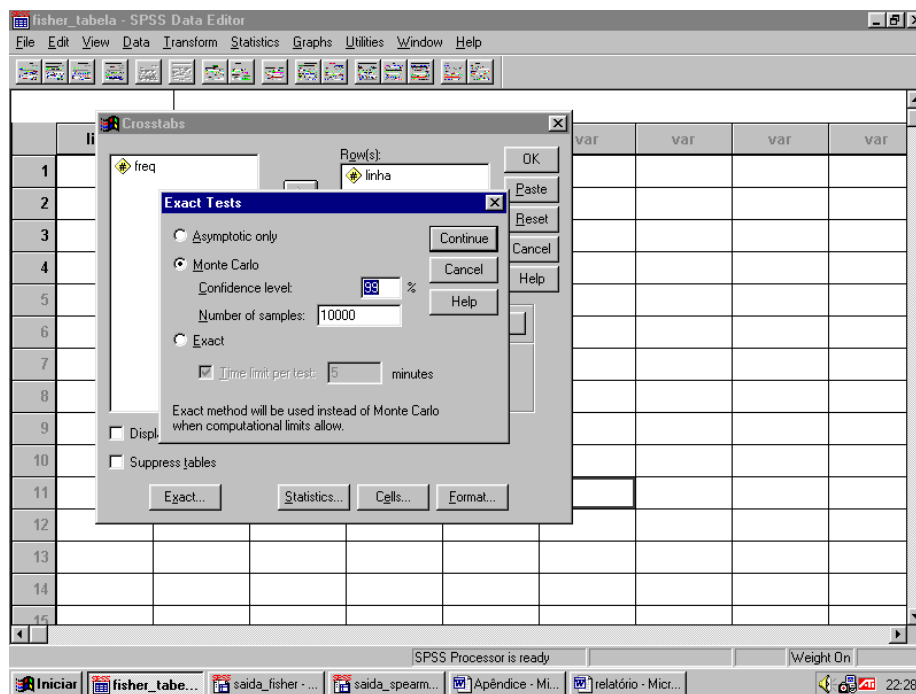 fisher_tabela - SPSS Data Editor
File Edit View Data Transform Statistics Graphs Utilities Window Help
Crosstabs
li
var var var var
freq
Row(s):
linha
OK
Paste
Reset
Cancel
Help
Exact Tests
Asymptotic only
Monte Carlo
Confidence level: 99 %
Number of samples: 10000
Exact
Time limit per test: 5 minutes
Exact method will be used instead of Monte Carlo
when computational limits allow.
Continue
Cancel
Help
Displ
Suppress tables
Exact... Statistics... Cells... Format...
1
2
3
4
5
6
7
8
9
10
11
12
13
14
15
SPSS Processor is ready Weight On
Iniciar fisher_tabe... saida_fisher - ... saida_spearm... Apêndice - Mi... relatório - Micr... ATI 22:28